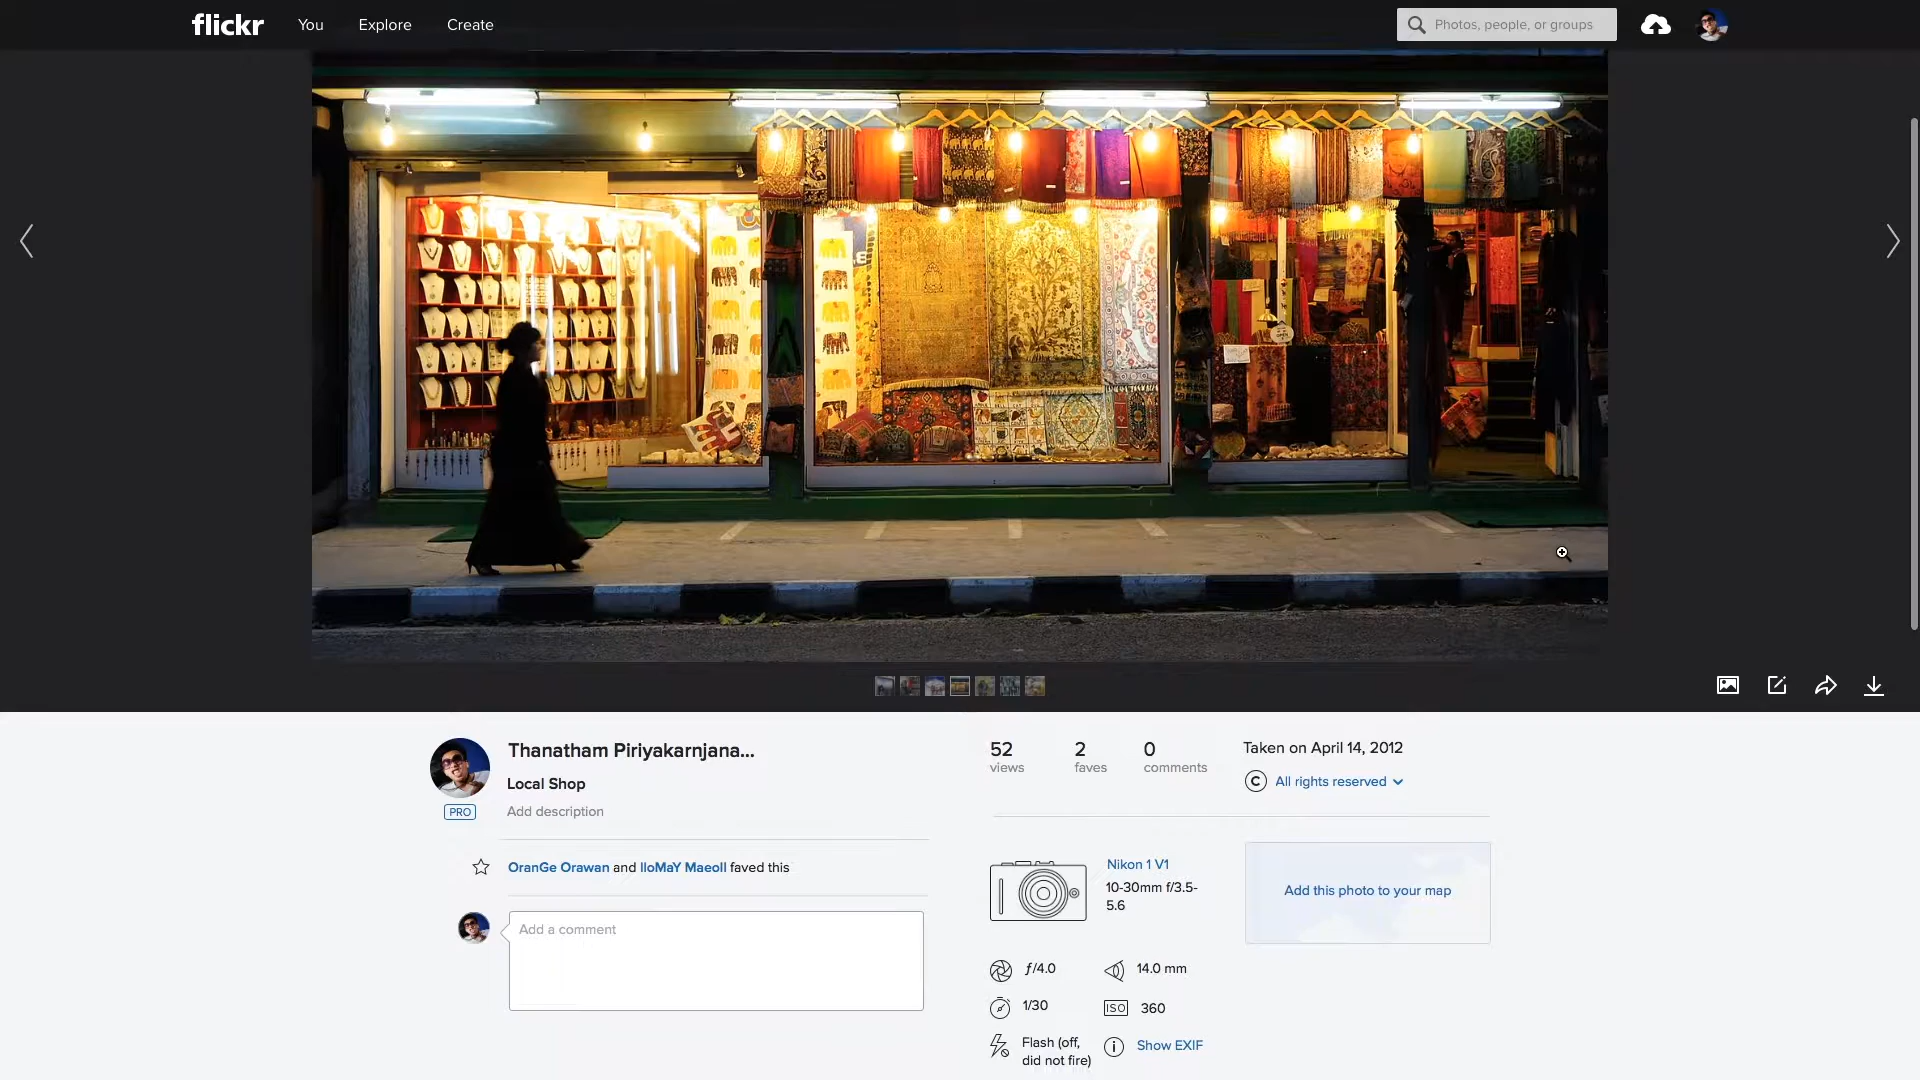 flickr You Explore Create Photos, people, or groups
Thanatham Piriyakarnjana...
Local Shop
PRO
Add description
OranGe Orawan and lloMaY Maeoll faved this
Add a comment
52 2 0
views faves comments
Taken on April 14, 2012
All rights reserved
Nikon 1 V1
10-30mm f/3.5-
5.6
Add this photo to your map
ƒ/4.0 14.0 mm
1/30 ISO 360
Flash (off,
did not fire)
Show EXIF